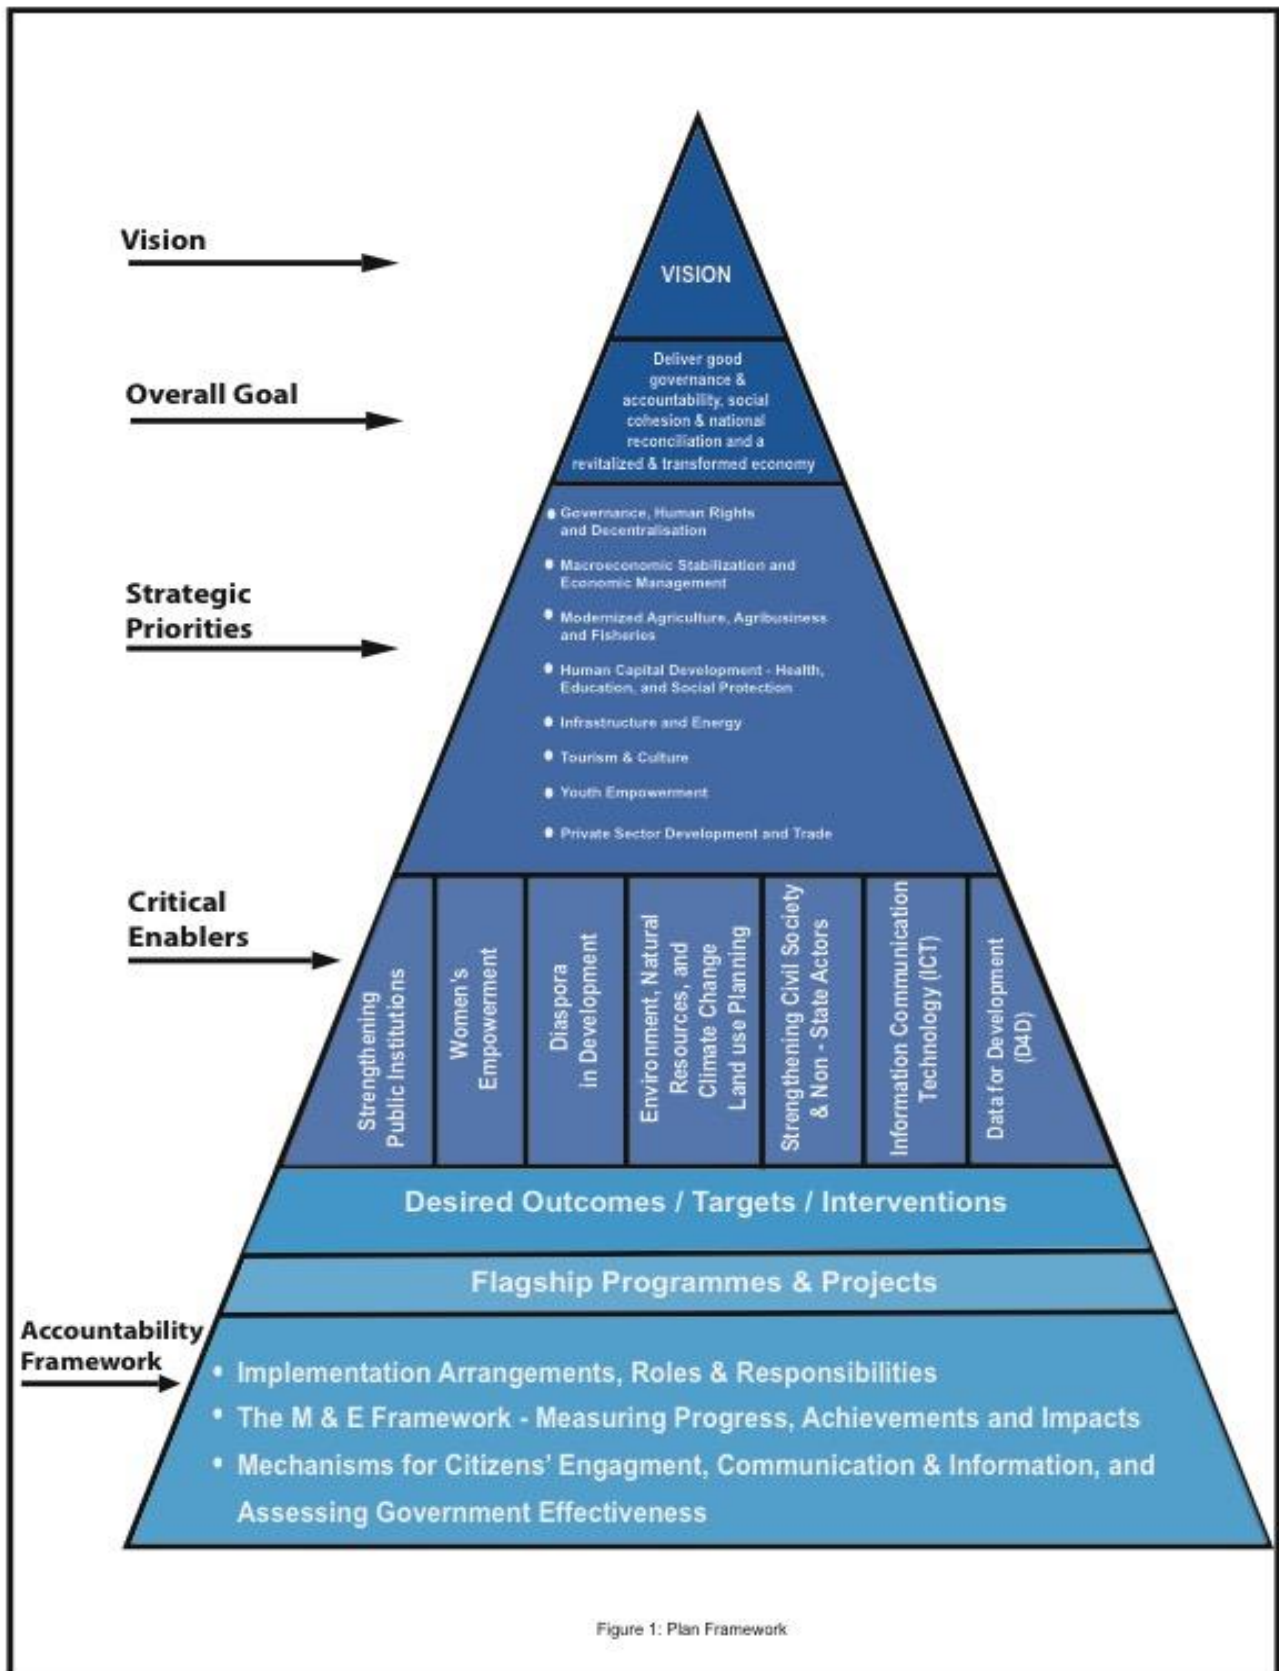 Vision
VISION
Overall Goal
Deliver good
governance &
accountability, social
cohesion & national
reconciliation and a
revitalized & transformed economy
Strategic
Priorities
• Governance, Human Rights
and Decentralisation
• Macroeconomic Stabilization and
Economic Management
• Modernized Agriculture, Agribusiness
and Fisheries
• Human Capital Development - Health,
Education, and Social Protection
• Infrastructure and Energy
• Tourism & Culture
• Youth Empowerment
• Private Sector Development and Trade
Critical
Enablers
Strengthening
Public Institutions
Women's
Empowerment
Diaspora
in Development
Environment, Natural
Resources, and
Climate Change
Land use Planning
Strengthening Civil Society
& Non - State Actors
Information Communication
Technology (ICT)
Data for Development
(D4D)
Desired Outcomes / Targets / Interventions
Flagship Programmes & Projects
Accountability
Framework
• Implementation Arrangements, Roles & Responsibilities
• The M & E Framework - Measuring Progress, Achievements and Impacts
• Mechanisms for Citizens' Engagment, Communication & Information, and
Assessing Government Effectiveness
Figure 1: Plan Framework